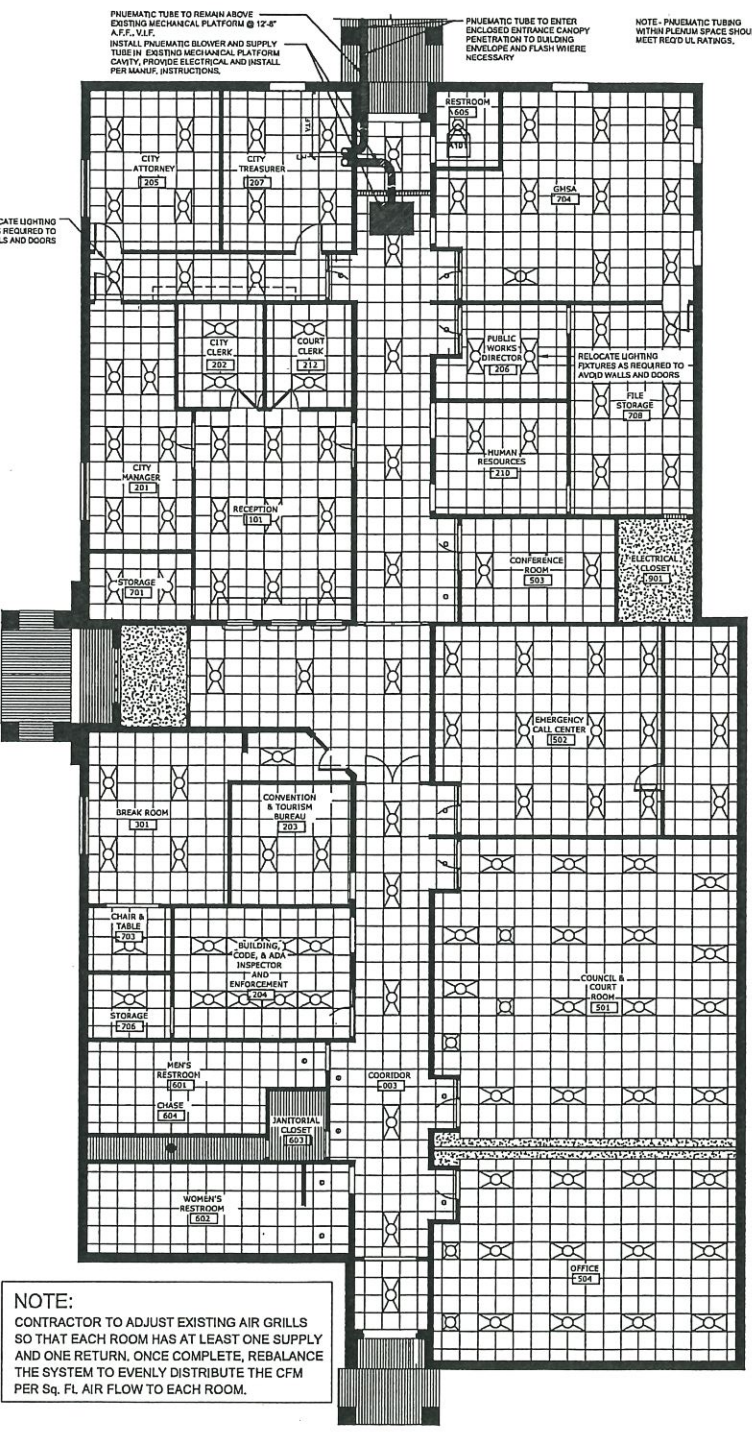 PNUEMATIC TUBE TO REMAIN ABOVE
EXISTING MECHANICAL PLATFORM @ 12'-8"
A.F.F., V.I.F.
INSTALL PNUEMATIC BLOWER AND SUPPLY
TUBE IN EXISTING MECHANICAL PLATFORM
CAVITY, PROVIDE ELECTRICAL AND INSTALL
PER MANUF. INSTRUCTIONS.
PNUEMATIC TUBE TO ENTER
ENCLOSED ENTRANCE CANOPY
PENETRATION TO BUILDING
ENVELOPE AND FLASH WHERE
NECESSARY
NOTE - PNUEMATIC TUBING
WITHIN PLENUM SPACE SHOU
MEET REQ'D UL RATINGS.
RESTROOM
605
A101
CITY
ATTORNEY
205
CITY
TREASURER
207
GMSA
704
CATE LIGHTING
S REQUIRED TO
LS AND DOORS
CITY
CLERK
202
COURT
CLERK
212
PUBLIC
WORKS
DIRECTOR
206
RELOCATE LIGHTING
FIXTURES AS REQUIRED TO
AVOID WALLS AND DOORS
FILE
STORAGE
708
HUMAN
RESOURCES
210
CITY
MANAGER
201
RECEPTION
101
STORAGE
701
CONFERENCE
ROOM
503
ELECTRICAL
CLOSET
901
EMERGENCY
CALL CENTER
502
BREAK ROOM
301
CONVENTION
& TOURISM
BUREAU
203
CHAIR &
TABLE
703
BUILDING,
CODE, & ADA
INSPECTOR
AND
ENFORCEMENT
204
STORAGE
706
COUNCIL &
COURT
ROOM
501
MEN'S
RESTROOM
601
CHASE
604
JANITORIAL
CLOSET
603
COORIDOR
003
WOMEN'S
RESTROOM
602
OFFICE
504
NOTE:
CONTRACTOR TO ADJUST EXISTING AIR GRILLS
SO THAT EACH ROOM HAS AT LEAST ONE SUPPLY
AND ONE RETURN. ONCE COMPLETE, REBALANCE
THE SYSTEM TO EVENLY DISTRIBUTE THE CFM
PER Sq. Ft. AIR FLOW TO EACH ROOM.